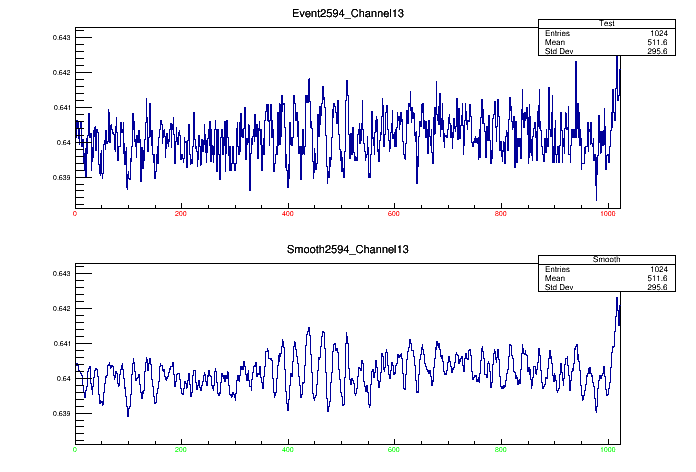 Event2594_Channel13
Test
Entries 1024
Mean 511.6
Std Dev 295.6
0.643
0.642
0.641
0.64
0.639
0 200 400 600 800 1000
Smooth2594_Channel13
Smooth
Entries 1024
Mean 511.6
Std Dev 295.6
0.643
0.642
0.641
0.64
0.639
0 200 400 600 800 1000